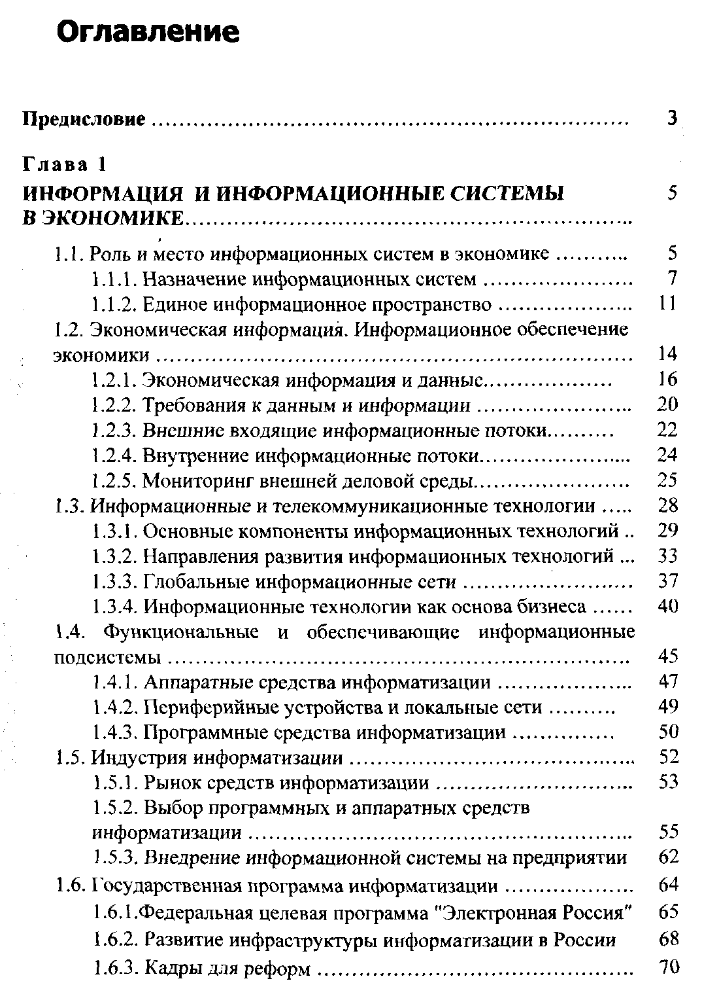 Оглавление
Предисловие ........................................................................ 3
Глава 1
ИНФОРМАЦИЯ И ИНФОРМАЦИОННЫЕ СИСТЕМЫ 5
В ЭКОНОМИКЕ....................................................................
1.1. Роль и место информационных систем в экономике ........... 5
1.1.1. Назначение информационных систем ...................... 7
1.1.2. Единое информационное пространство .................... 11
1.2. Экономическая информация. Информационное обеспечение
экономики ........................................................................ 14
1.2.1. Экономическая информация и данные................... 16
1.2.2. Требования к данным и информации ....................... 20
1.2.3. Внешние входящие информационные потоки.......... 22
1.2.4. Внутренние информационные потоки....................... 24
1.2.5. Мониторинг внешней деловой среды....................... 25
1.3. Информационные и телекоммуникационные технологии ..... 28
1.3.1. Основные компоненты информационных технологий .. 29
1.3.2. Направления развития информационных технологий ... 33
1.3.3. Глобальные информационные сети ......................... 37
1.3.4. Информационные технологии как основа бизнеса ...... 40
1.4. Функциональные и обеспечивающие информационные
подсистемы ...................................................................... 45
1.4.1. Аппаратные средства информатизации .................... 47
1.4.2. Периферийные устройства и локальные сети .......... 49
1.4.3. Программные средства информатизации ............... 50
1.5. Индустрия информатизации ........................................... 52
1.5.1. Рынок средств информатизации ............................. 53
1.5.2. Выбор программных и аппаратных средств
информатизации .......................................................... 55
1.5.3. Внедрение информационной системы на предприятии 62
1.6. Государственная программа информатизации ................... 64
1.6.1.Федеральная целевая программа "Электронная Россия" 65
1.6.2. Развитие инфраструктуры информатизации в России 68
1.6.3. Кадры для реформ ............................................... 70